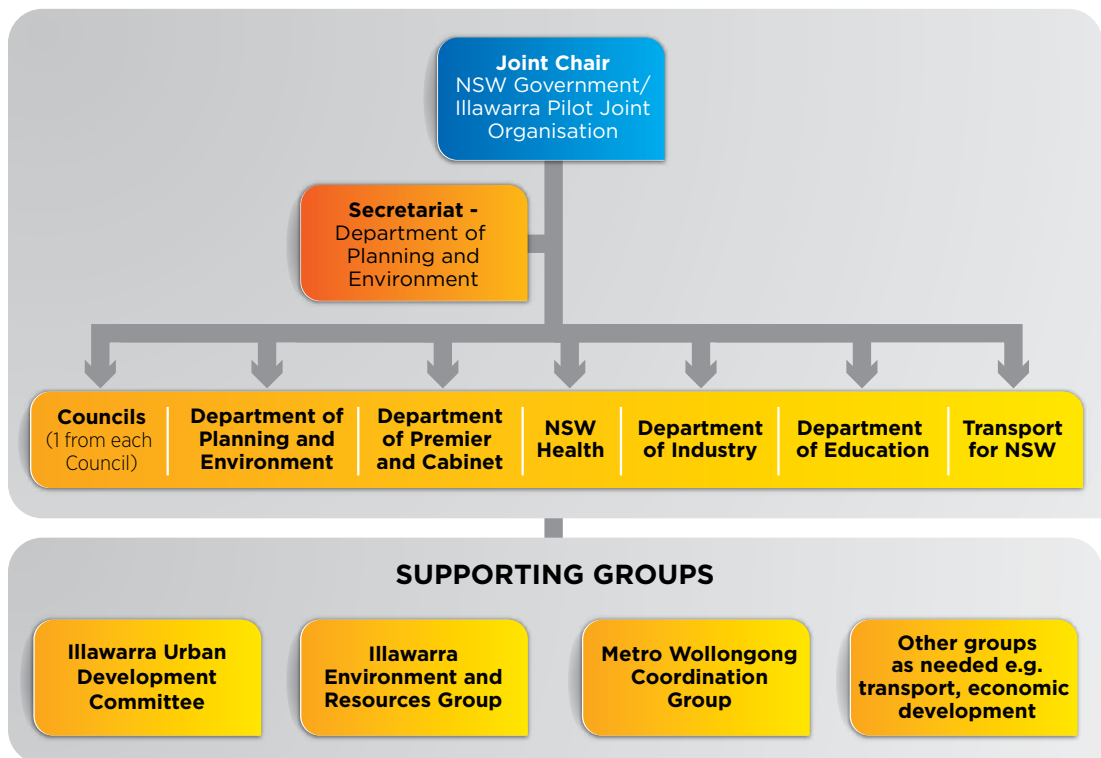 Joint Chair
NSW Government/
Illawarra Pilot Joint
Organisation
Secretariat -
Department of
Planning and
Environment
Councils
(1 from each
Council)
Department of
Planning and
Environment
Department
of Premier
and Cabinet
NSW
Health
Department
of Industry
Department
of Education
Transport
for NSW
SUPPORTING GROUPS
Illawarra Urban
Development
Committee
Illawarra
Environment and
Resources Group
Metro Wollongong
Coordination
Group
Other groups
as needed e.g.
transport, economic
development